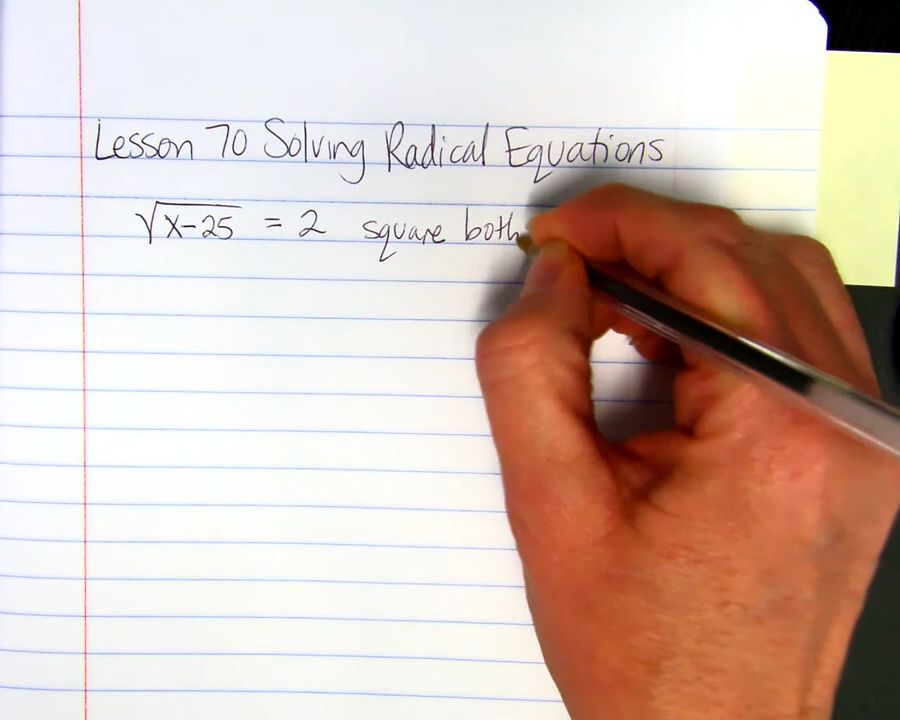 Lesson 70 Solving Radical Equations
√x-25 = 2 square both